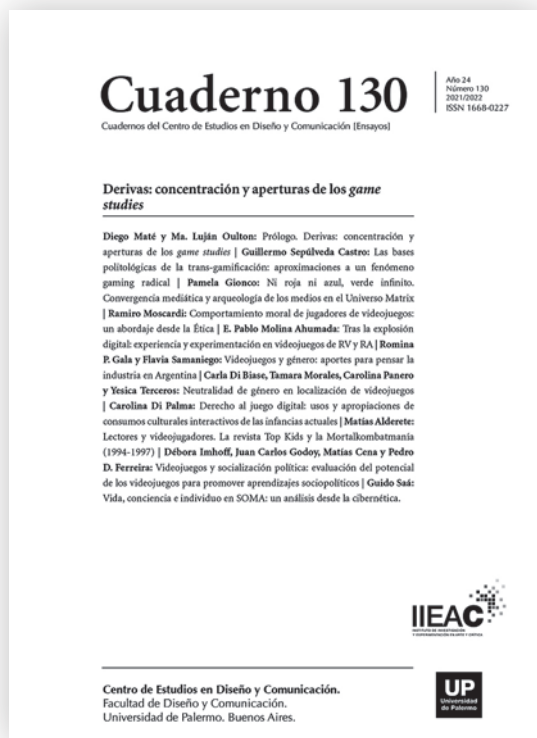 Cuaderno 130
Cuadernos del Centro de Estudios en Diseño y Comunicación [Ensayos]
Año 24
Número 130
2021/2022
ISSN 1668-0227
Derivas: concentración y aperturas de los game
studies
Diego Maté y Ma. Luján Oulton: Prólogo. Derivas: concentración y
aperturas de los game studies | Guillermo Sepúlveda Castro: Las bases
politológicas de la trans-gamificación: aproximaciones a un fenómeno
gaming radical | Pamela Gionco: Ni roja ni azul, verde infinito.
Convergencia mediática y arqueología de los medios en el Universo Matrix
| Ramiro Moscardi: Comportamiento moral de jugadores de videojuegos:
un abordaje desde la Ética | E. Pablo Molina Ahumada: Tras la explosión
digital: experiencia y experimentación en videojuegos de RV y RA | Romina
P. Gala y Flavia Samaniego: Videojuegos y género: aportes para pensar la
industria en Argentina | Carla Di Biase, Tamara Morales, Carolina Panero
y Yesica Terceros: Neutralidad de género en localización de videojuegos
| Carolina Di Palma: Derecho al juego digital: usos y apropiaciones de
consumos culturales interactivos de las infancias actuales | Matías Alderete:
Lectores y videojugadores. La revista Top Kids y la Mortalkombatmanía
(1994-1997) | Débora Imhoff, Juan Carlos Godoy, Matías Cena y Pedro
D. Ferreira: Videojuegos y socialización política: evaluación del potencial
de los videojuegos para promover aprendizajes sociopolíticos | Guido Saá:
Vida, conciencia e individuo en SOMA: un análisis desde la cibernética.
IIEAC
INSTITUTO DE INVESTIGACIÓN
Y EXPERIMENTACIÓN EN ARTE Y CRÍTICA
Centro de Estudios en Diseño y Comunicación.
Facultad de Diseño y Comunicación.
Universidad de Palermo. Buenos Aires.
UP
Universidad
de Palermo